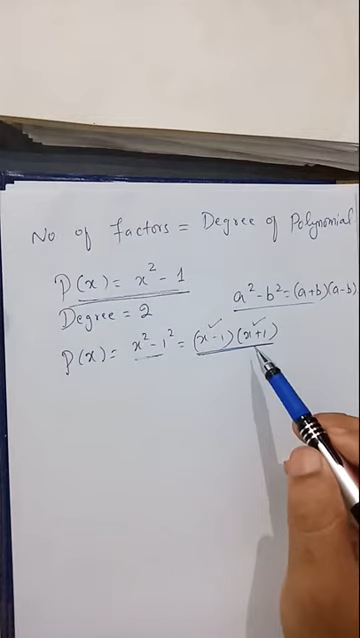 No of factors = Degree of Polynomial
P(x) = x² - 1
a² - b² = (a+b)(a-b)
Degree = 2
P(x) = x² - 1² = (x-1)(x+1)